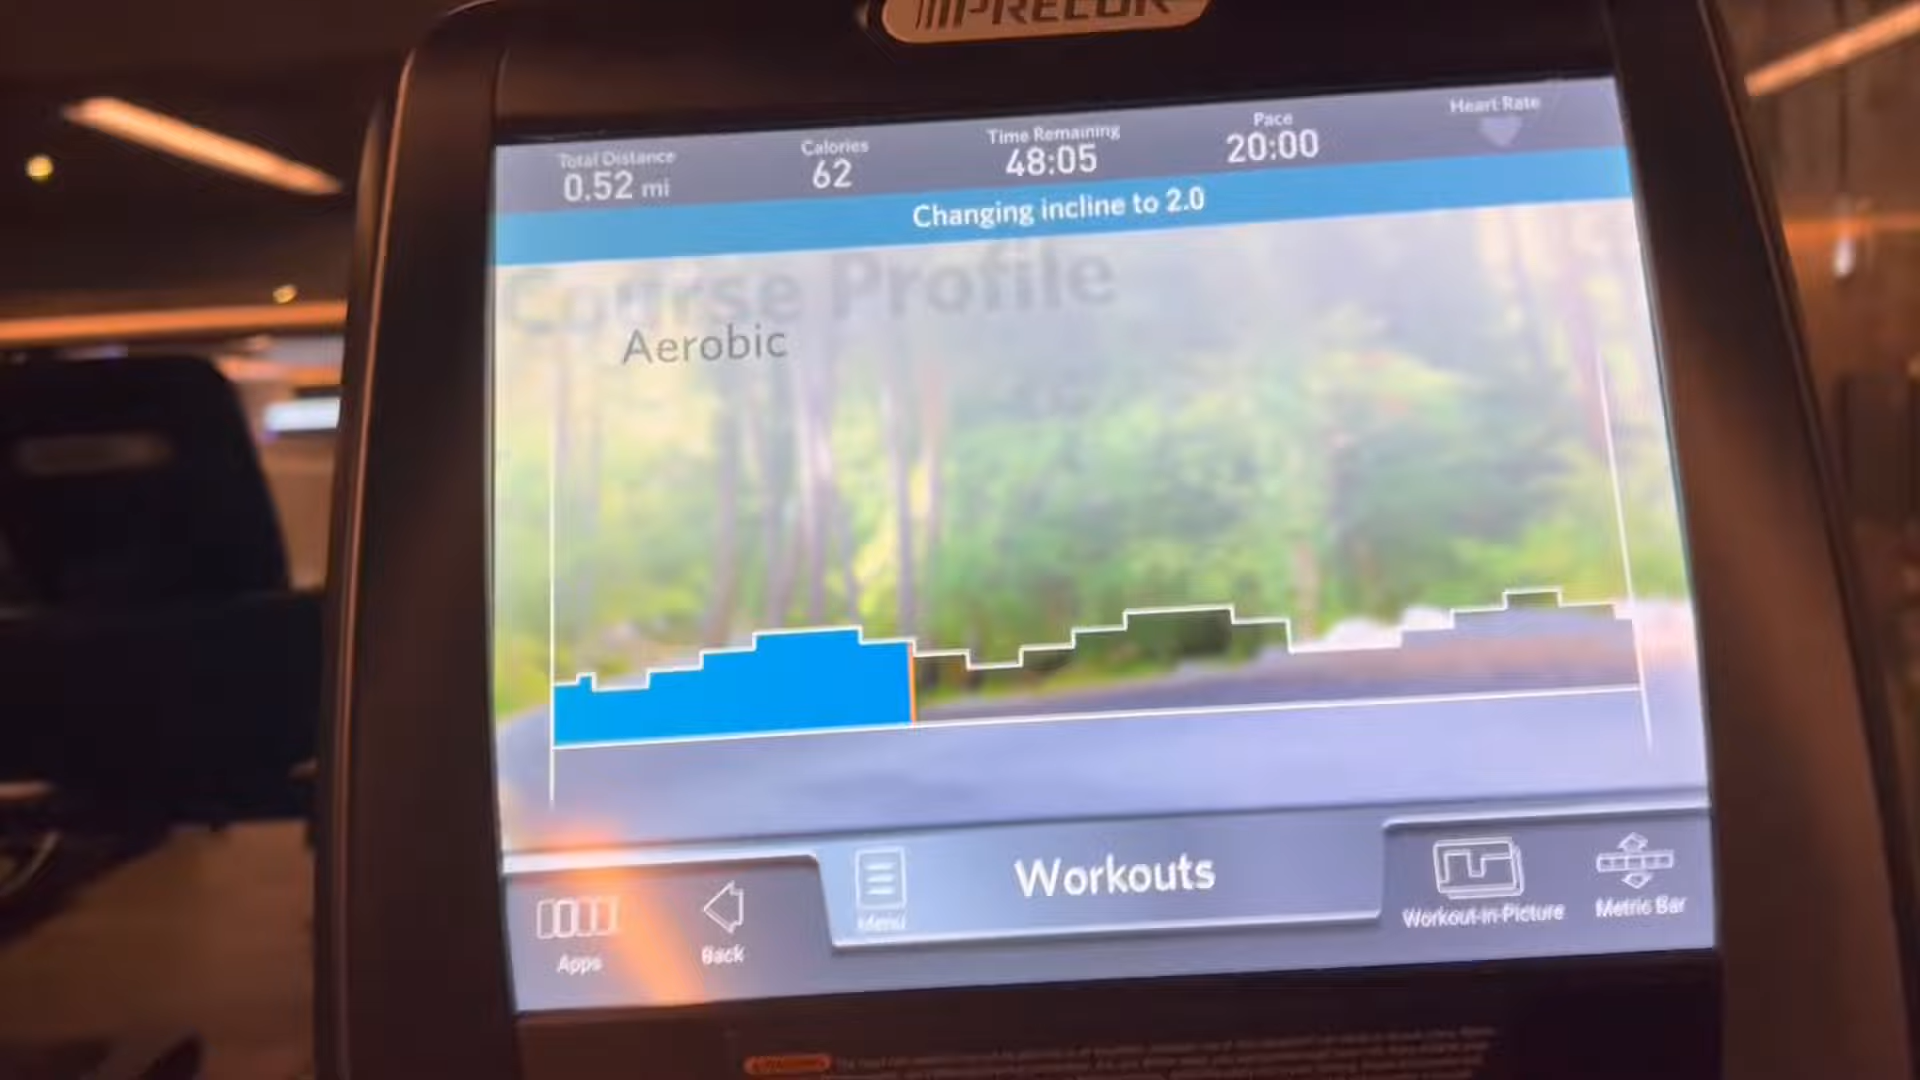 PRECOR
Total Distance
0.52 mi
Calories
62
Time Remaining
48:05
Pace
20:00
Heart Rate
Changing incline to 2.0
Course Profile
Aerobic
Apps
Back
Menu
Workouts
Workout-in-Picture
Metric Bar